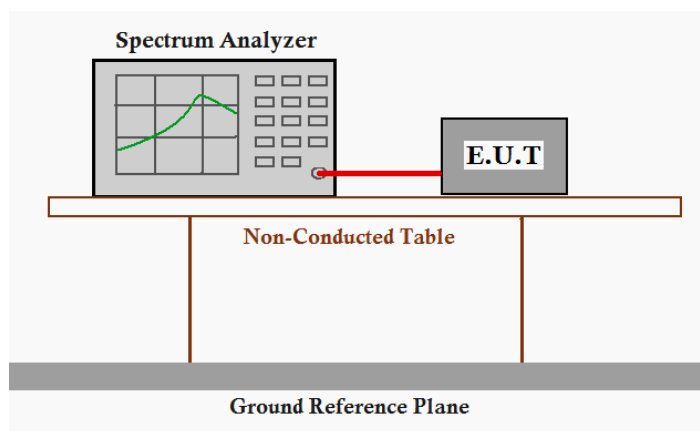 Spectrum Analyzer
E.U.T
Non-Conducted Table
Ground Reference Plane